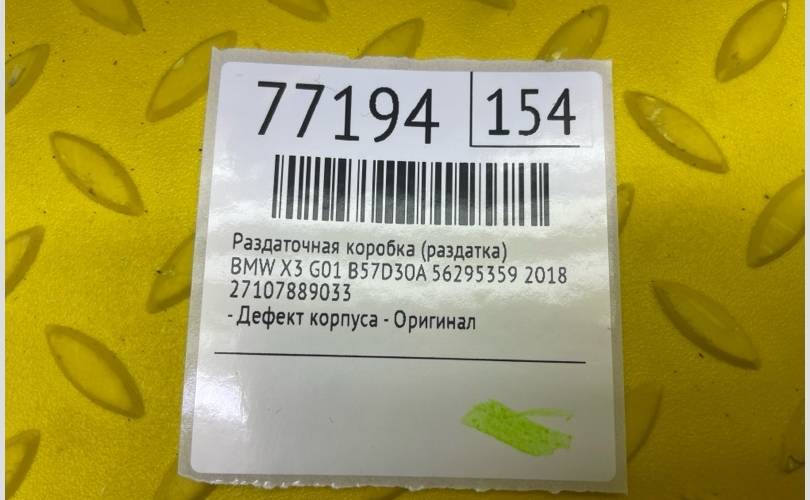 77194 154
Раздаточная коробка (раздатка)
BMW X3 G01 B57D30A 56295359 2018
27107889033
- Дефект корпуса - Оригинал